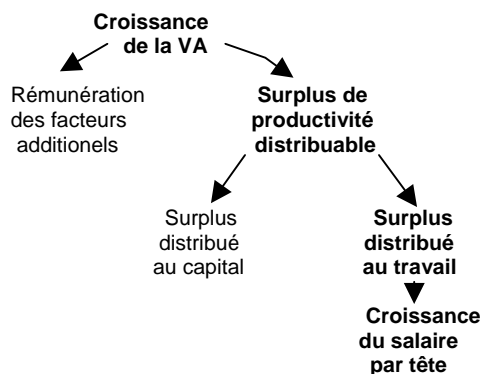 Croissance
de la VA
Rémunération
des facteurs
additionels
Surplus de
productivité
distribuable
Surplus
distribué
au capital
Surplus
distribué
au travail
Croissance
du salaire
par tête